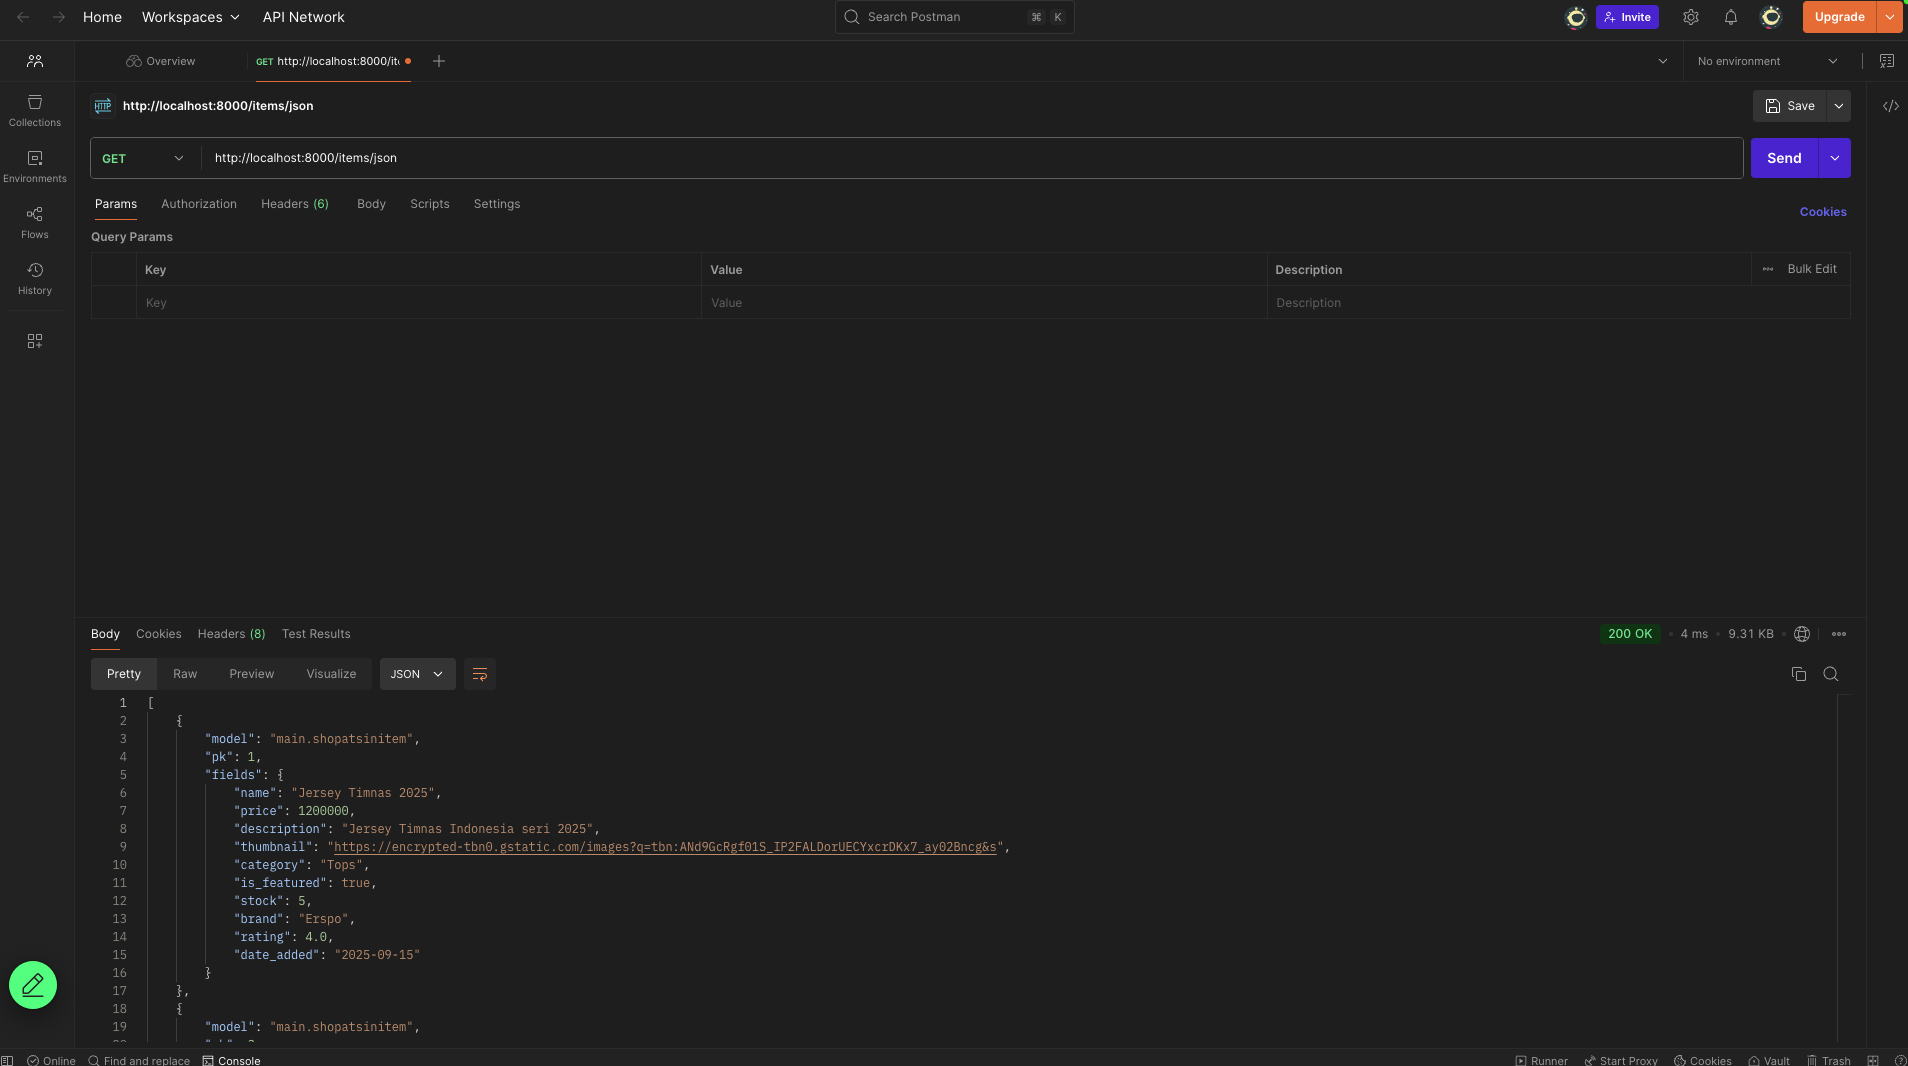 Home Workspaces API Network Search Postman ⌘ K Invite Upgrade
Overview GET http://localhost:8000/ite No environment
HTTP http://localhost:8000/items/json Save
Collections
GET http://localhost:8000/items/json Send
Environments
Params Authorization Headers (6) Body Scripts Settings Cookies
Flows
Query Params
Key Value Description Bulk Edit
Key Value Description
History
Body Cookies Headers (8) Test Results 200 OK 4 ms 9.31 KB
Pretty Raw Preview Visualize JSON
1 [
2 {
3 "model": "main.shopatsinitem",
4 "pk": 1,
5 "fields": {
6 "name": "Jersey Timnas 2025",
7 "price": 1200000,
8 "description": "Jersey Timnas Indonesia seri 2025",
9 "thumbnail": "https://encrypted-tbn0.gstatic.com/images?q=tbn:ANd9GcRgf01S_IP2FALDorUECYxcrDKx7_ay02Bncg&s",
10 "category": "Tops",
11 "is_featured": true,
12 "stock": 5,
13 "brand": "Erspo",
14 "rating": 4.0,
15 "date_added": "2025-09-15"
16 }
17 },
18 {
19 "model": "main.shopatsinitem",
Online Find and replace Console Runner Start Proxy Cookies Vault Trash